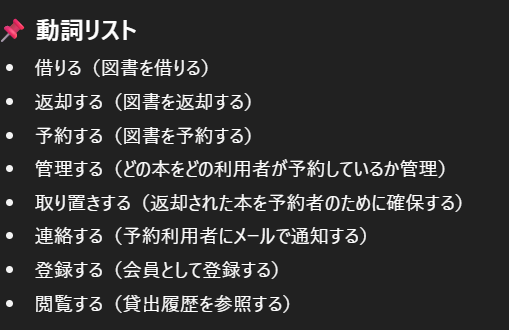 📌 動詞リスト
• 借りる（図書を借りる）
• 返却する（図書を返却する）
• 予約する（図書を予約する）
• 管理する（どの本をどの利用者が予約しているか管理）
• 取り置きする（返却された本を予約者のために確保する）
• 連絡する（予約利用者にメールで通知する）
• 登録する（会員として登録する）
• 閲覧する（貸出履歴を参照する）